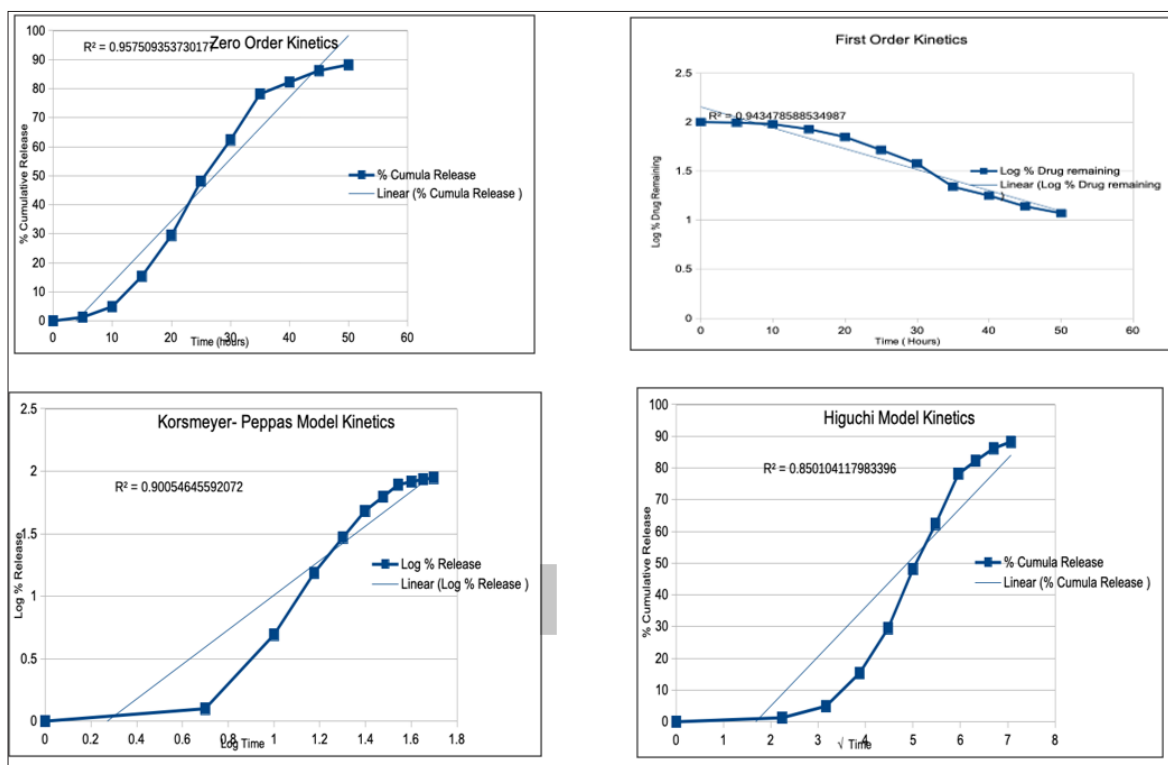 Zero Order Kinetics
R² = 0.957509353730177
100
90
80
70
60
50
40
30
20
10
0
% Cumulative Release
% Cumula Release
Linear (% Cumula Release )
0 10 20 30 40 50 60
Time (hours)
First Order Kinetics
R² = 0.943478588534987
2.5
2
1.5
1
0.5
0
Log % Drug Remaining
Log % Drug remaining
Linear (Log % Drug remaining
)
0 10 20 30 40 50 60
Time ( Hours)
Korsmeyer- Peppas Model Kinetics
R² = 0.90054645592072
2.5
2
1.5
1
0.5
0
Log % Release
Log % Release
Linear (Log % Release )
0 0.2 0.4 0.6 0.8 1 1.2 1.4 1.6 1.8
Log Time
Higuchi Model Kinetics
R² = 0.850104117983396
100
90
80
70
60
50
40
30
20
10
0
% Cumulative Release
% Cumula Release
Linear (% Cumula Release )
0 1 2 3 4 5 6 7 8
√ Time